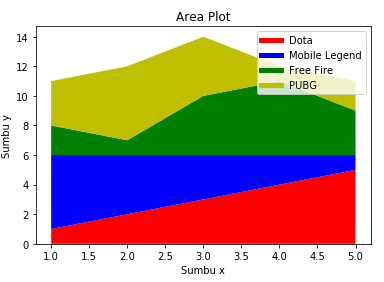 Area Plot
Dota
Mobile Legend
Free Fire
PUBG
Sumbu y
14
12
10
8
6
4
2
0
1.0 1.5 2.0 2.5 3.0 3.5 4.0 4.5 5.0
Sumbu x